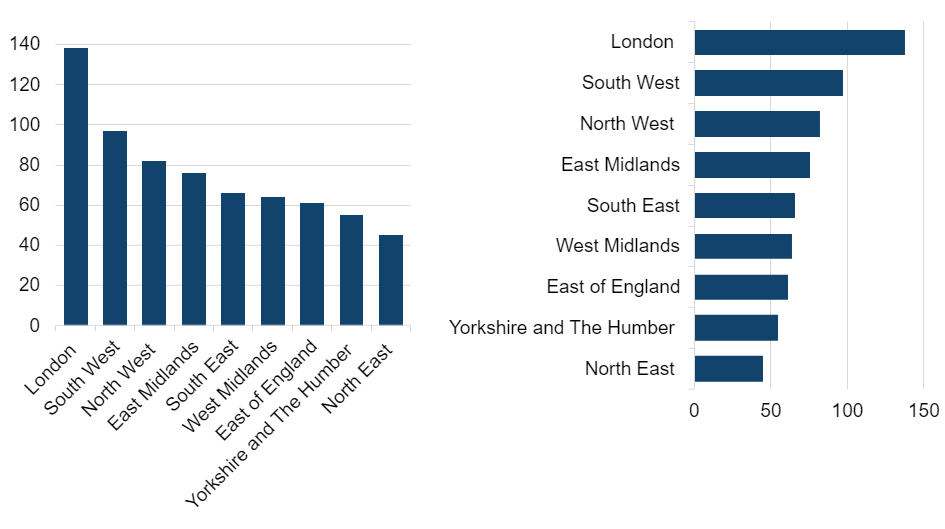 140
120
100
80
60
40
20
0
London
South West
North West
East Midlands
South East
West Midlands
East of England
Yorkshire and The Humber
North East
London
South West
North West
East Midlands
South East
West Midlands
East of England
Yorkshire and The Humber
North East
0 50 100 150